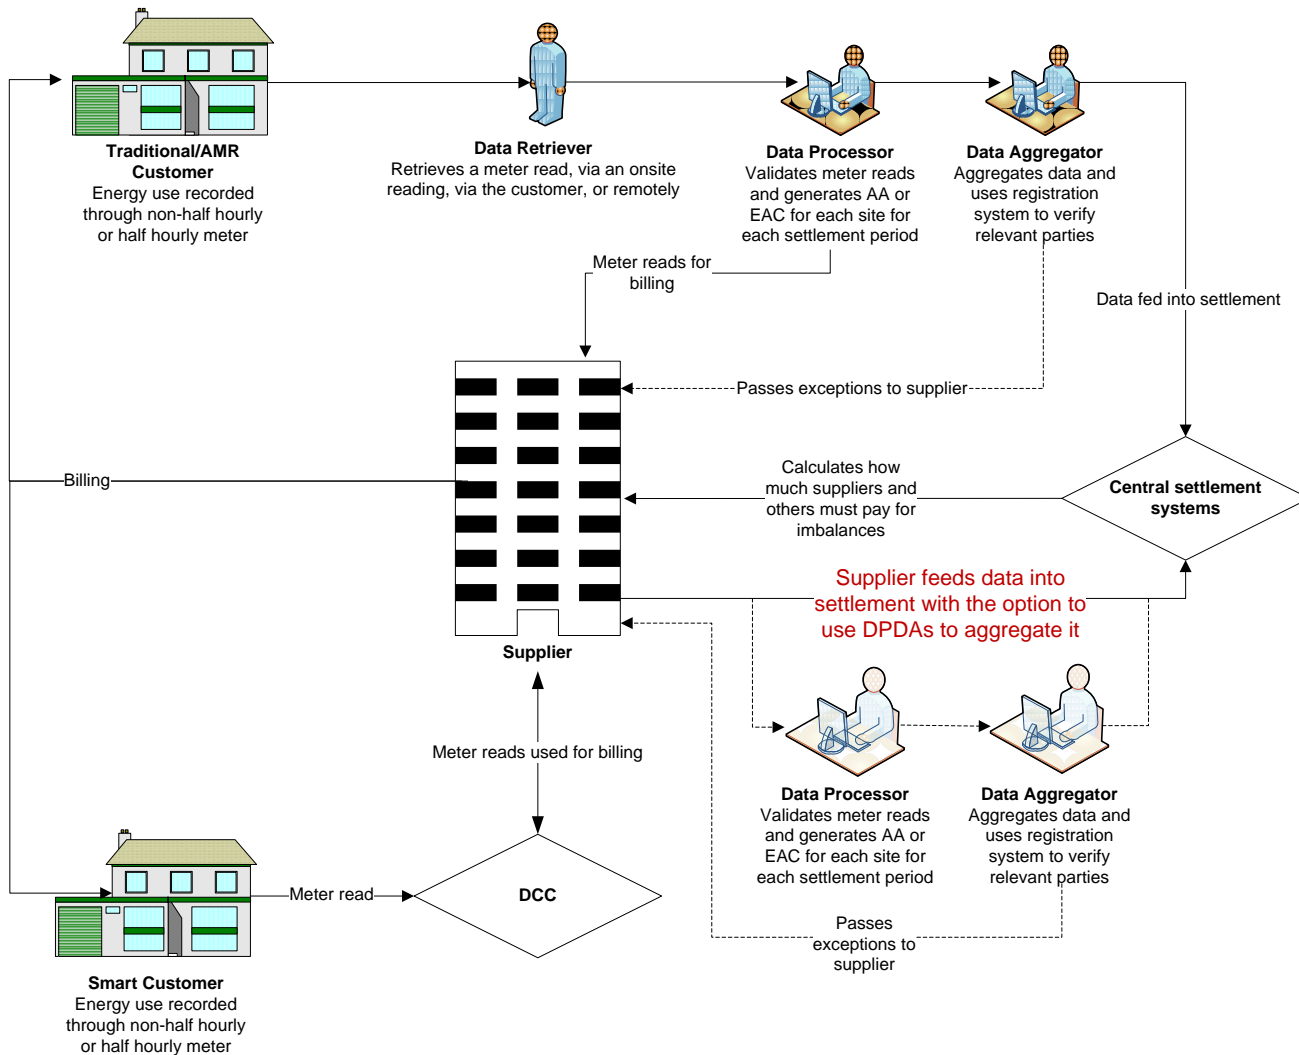 Traditional/AMR
Customer
Energy use recorded
through non-half hourly
or half hourly meter
Data Retriever
Retrieves a meter read, via an onsite
reading, via the customer, or remotely
Data Processor
Validates meter reads
and generates AA or
EAC for each site for
each settlement period
Data Aggregator
Aggregates data and
uses registration
system to verify
relevant parties
Meter reads for
billing
Data fed into settlement
Passes exceptions to supplier
Billing
Calculates how
much suppliers and
others must pay for
imbalances
Central settlement
systems
Supplier feeds data into
settlement with the option to
use DPDAs to aggregate it
Supplier
Meter reads used for billing
Data Processor
Validates meter reads
and generates AA or
EAC for each site for
each settlement period
Data Aggregator
Aggregates data and
uses registration
system to verify
relevant parties
Meter read
DCC
Passes
exceptions to
supplier
Smart Customer
Energy use recorded
through non-half hourly
or half hourly meter